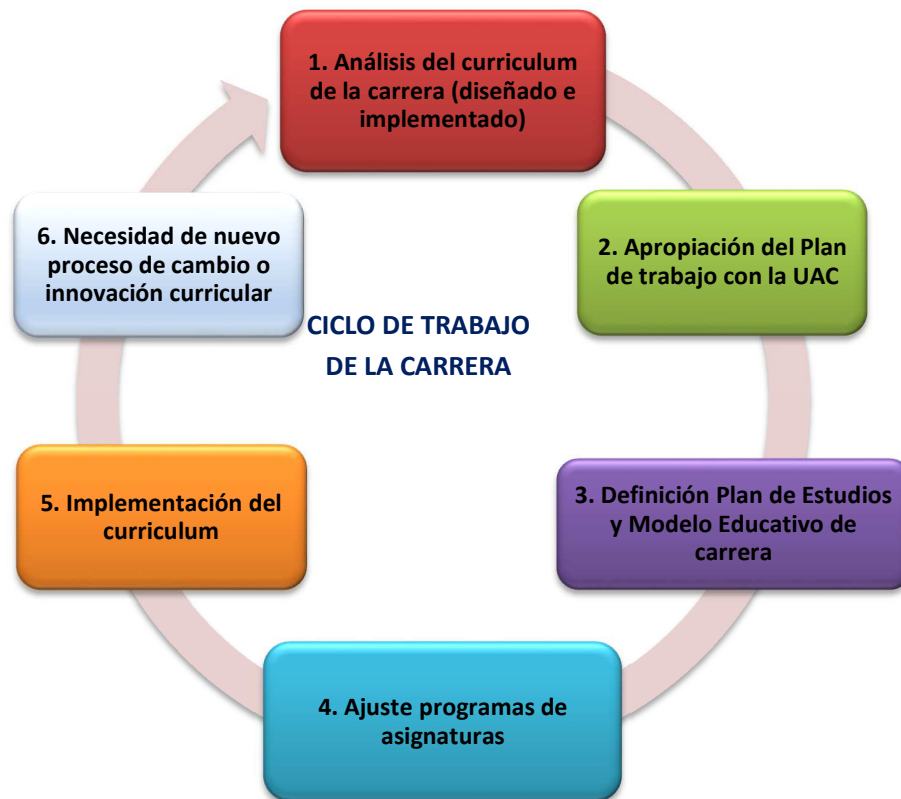 1. Análisis del curriculum
de la carrera (diseñado e
implementado)
2. Apropiación del Plan
de trabajo con la UAC
3. Definición Plan de Estudios
y Modelo Educativo de
carrera
4. Ajuste programas de
asignaturas
5. Implementación del
curriculum
6. Necesidad de nuevo
proceso de cambio o
innovación curricular
CICLO DE TRABAJO
DE LA CARRERA